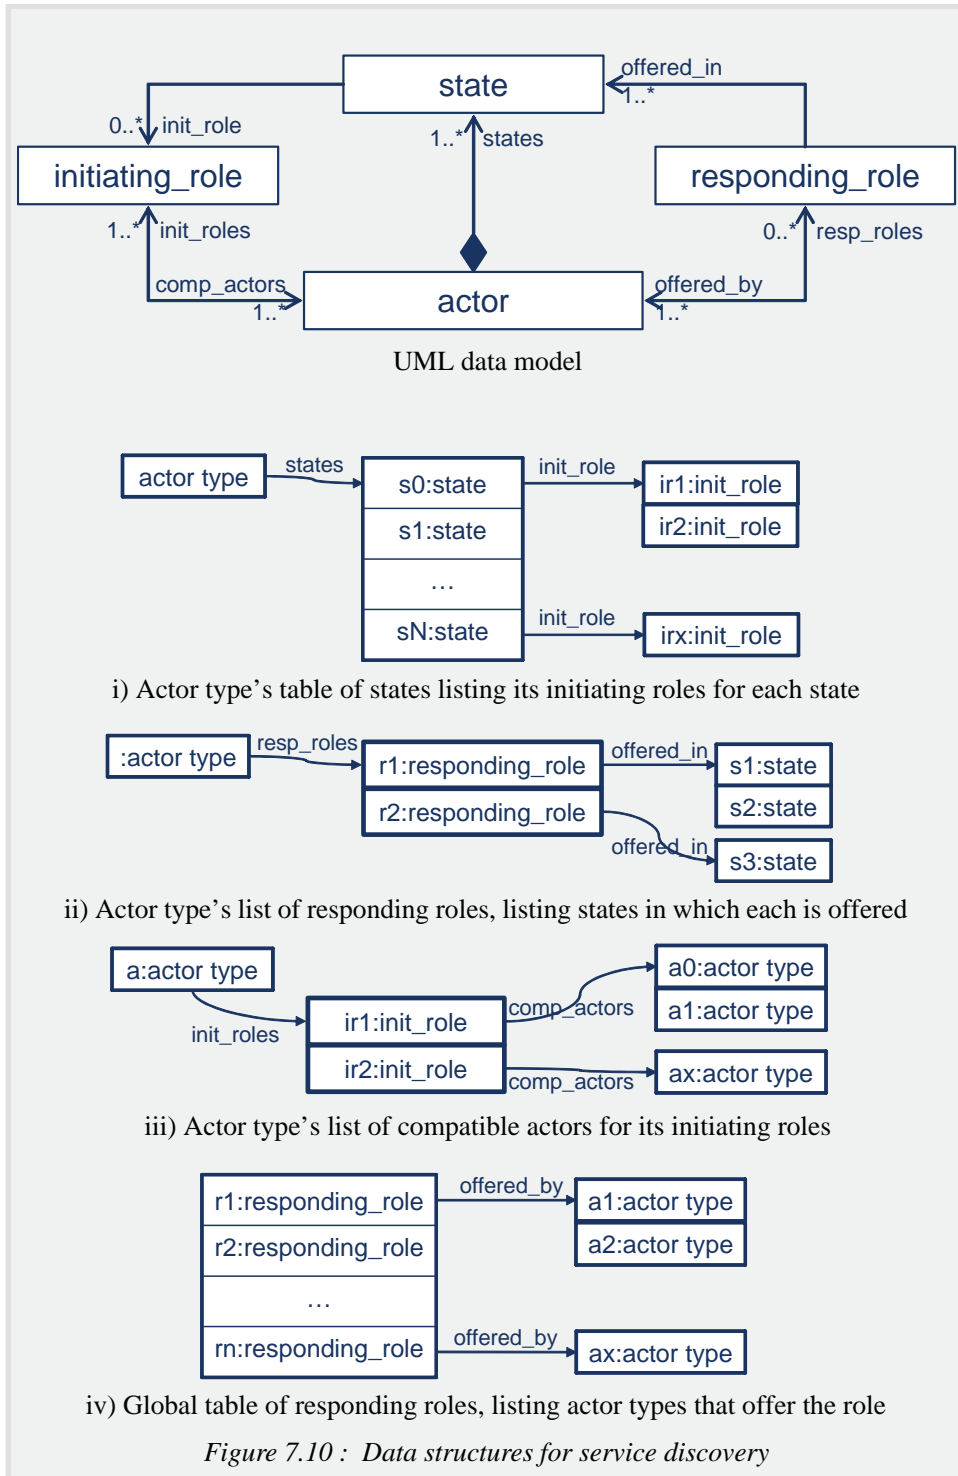 state
offered_in
1..*
0..*
init_role
1..*
states
initiating_role
responding_role
1..*
init_roles
0..*
resp_roles
comp_actors
1..*
actor
offered_by
1..*
UML data model
actor type
states
s0:state
init_role
ir1:init_role
s1:state
ir2:init_role
...
sN:state
init_role
irx:init_role
i) Actor type's table of states listing its initiating roles for each state
:actor type
resp_roles
r1:responding_role
offered_in
s1:state
r2:responding_role
s2:state
offered_in
s3:state
ii) Actor type's list of responding roles, listing states in which each is offered
a:actor type
a0:actor type
init_roles
ir1:init_role
comp_actors
a1:actor type
ir2:init_role
comp_actors
ax:actor type
iii) Actor type's list of compatible actors for its initiating roles
r1:responding_role
offered_by
a1:actor type
r2:responding_role
a2:actor type
...
rn:responding_role
offered_by
ax:actor type
iv) Global table of responding roles, listing actor types that offer the role
Figure 7.10 : Data structures for service discovery